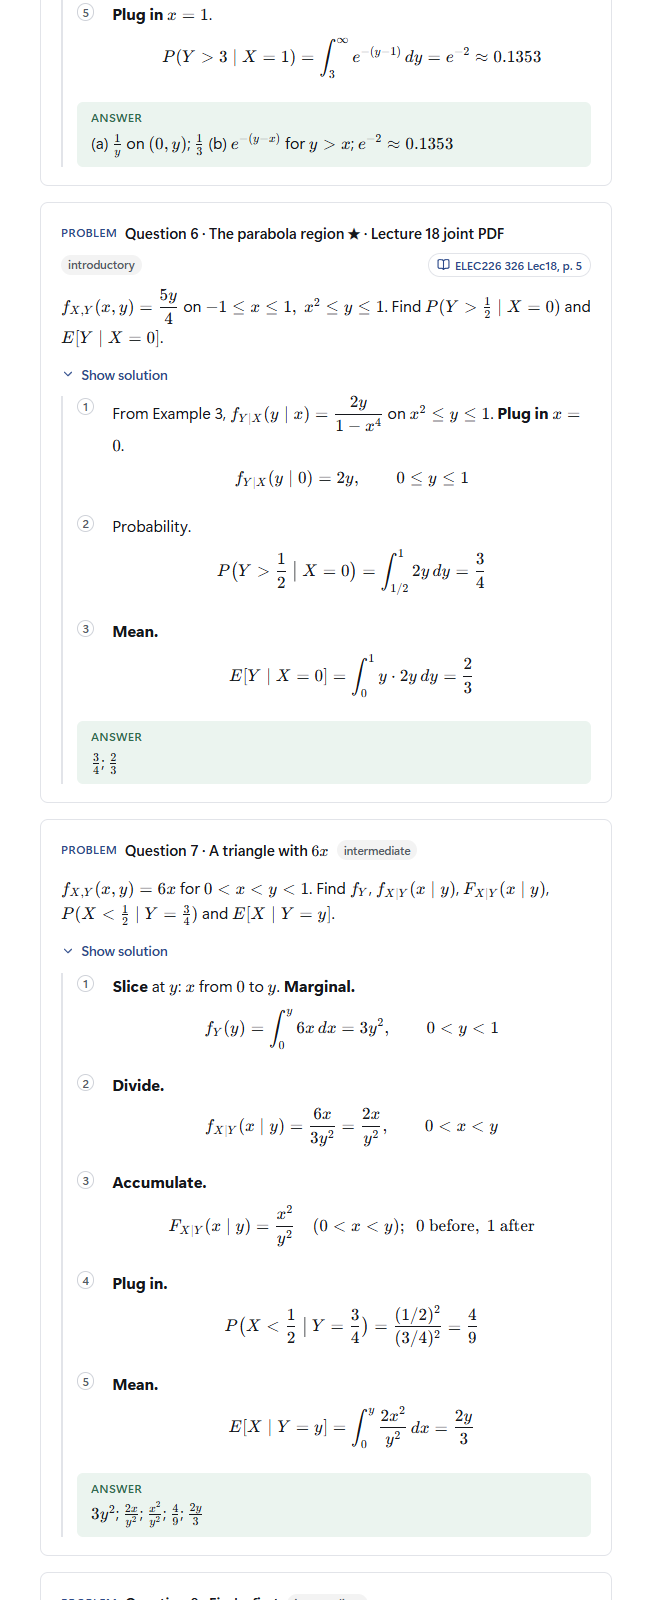 5 Plug in x = 1.
P(Y > 3 | X = 1) = ∫₃^∞ e^{-(y-1)} dy = e^{-2} ≈ 0.1353
ANSWER
(a) 1/y on (0, y); 1/3 (b) e^{-(y-x)} for y > x; e^{-2} ≈ 0.1353
PROBLEM Question 6 · The parabola region ★ · Lecture 18 joint PDF
introductory ELEC226 326 Lec18, p. 5
f_{X,Y}(x, y) = 5y/4 on −1 ≤ x ≤ 1, x² ≤ y ≤ 1. Find P(Y > 1/2 | X = 0) and
E[Y | X = 0].
Show solution
1 From Example 3, f_{Y|X}(y | x) = 2y/(1 − x⁴) on x² ≤ y ≤ 1. Plug in x =
0.
f_{Y|X}(y | 0) = 2y, 0 ≤ y ≤ 1
2 Probability.
P(Y > 1/2 | X = 0) = ∫_{1/2}^1 2y dy = 3/4
3 Mean.
E[Y | X = 0] = ∫₀^1 y · 2y dy = 2/3
ANSWER
3/4; 2/3
PROBLEM Question 7 · A triangle with 6x intermediate
f_{X,Y}(x, y) = 6x for 0 < x < y < 1. Find f_Y, f_{X|Y}(x | y), F_{X|Y}(x | y),
P(X < 1/2 | Y = 3/4) and E[X | Y = y].
Show solution
1 Slice at y: x from 0 to y. Marginal.
f_Y(y) = ∫₀^y 6x dx = 3y², 0 < y < 1
2 Divide.
f_{X|Y}(x | y) = 6x/3y² = 2x/y², 0 < x < y
3 Accumulate.
F_{X|Y}(x | y) = x²/y² (0 < x < y); 0 before, 1 after
4 Plug in.
P(X < 1/2 | Y = 3/4) = (1/2)²/(3/4)² = 4/9
5 Mean.
E[X | Y = y] = ∫₀^y 2x²/y² dx = 2y/3
ANSWER
3y²; 2x/y²; x²/y²; 4/9; 2y/3